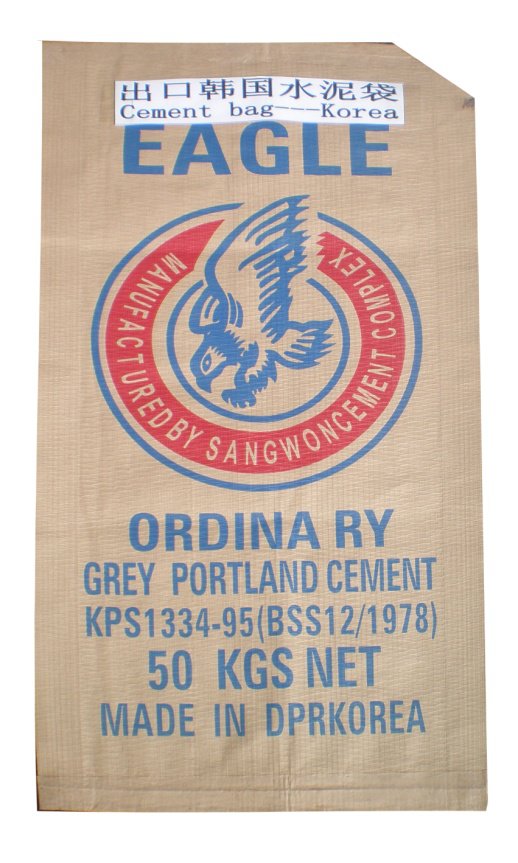 出口韩国水泥袋
Cement bag---Korea
EAGLE
MANUFACTUREDBY SANGWONCEMENT COMPLEX
ORDINA RY
GREY PORTLAND CEMENT
KPS1334-95(BSS12/1978)
50 KGS NET
MADE IN DPRKOREA